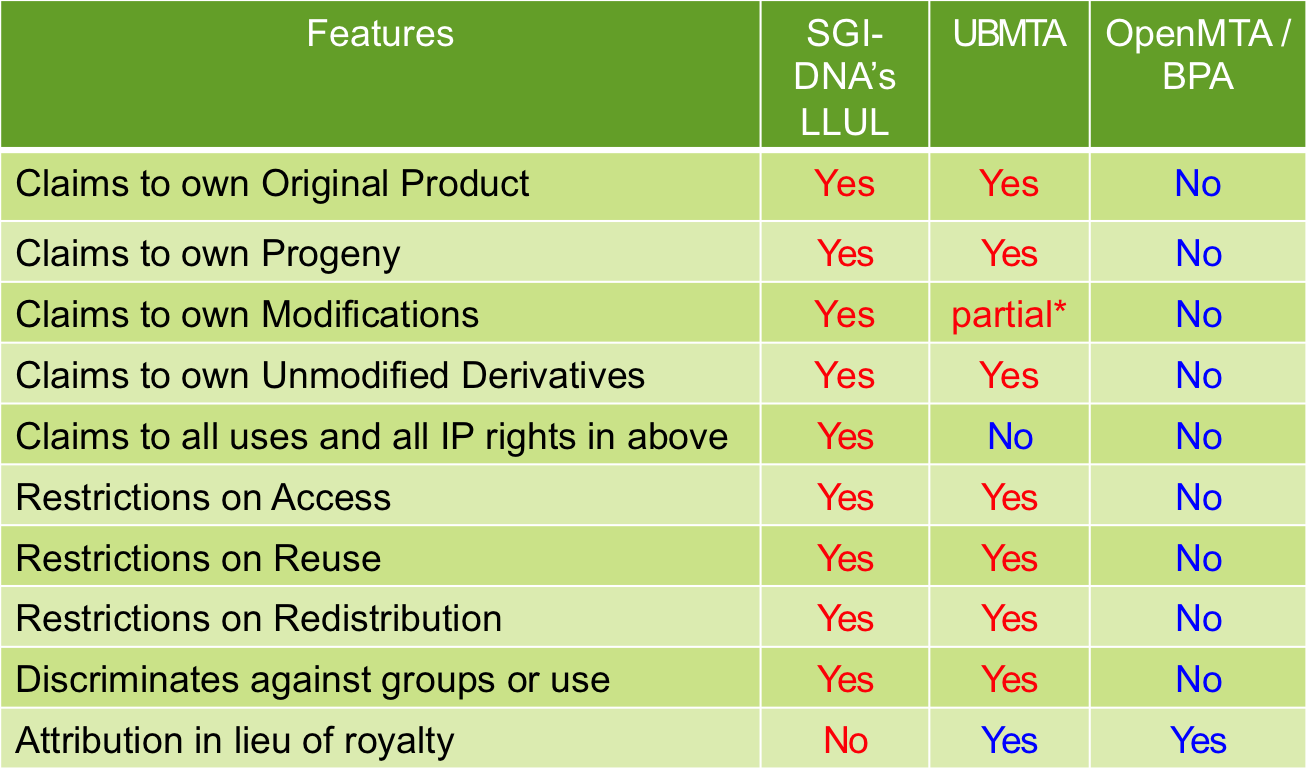 Features SGI-DNA’s LLUL UBMTA OpenMTA / BPA
Claims to own Original Product Yes Yes No
Claims to own Progeny Yes Yes No
Claims to own Modifications Yes partial* No
Claims to own Unmodified Derivatives Yes Yes No
Claims to all uses and all IP rights in above Yes No No
Restrictions on Access Yes Yes No
Restrictions on Reuse Yes Yes No
Restrictions on Redistribution Yes Yes No
Discriminates against groups or use Yes Yes No
Attribution in lieu of royalty No Yes Yes